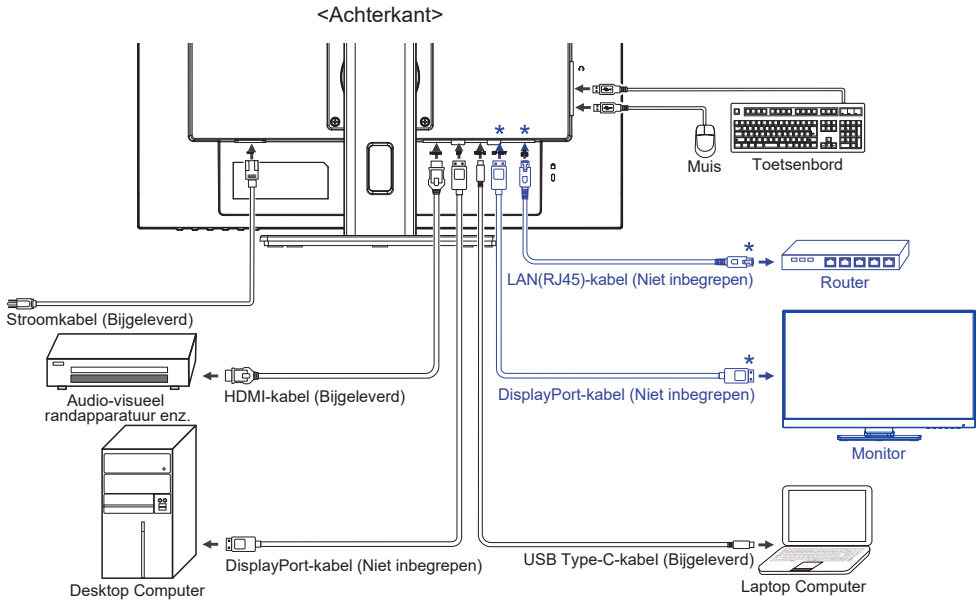 <Achterkant>
*
*
Muis
Toetsenbord
*
LAN(RJ45)-kabel (Niet inbegrepen)
Router
Stroomkabel (Bijgeleverd)
*
Audio-visueel
randapparatuur enz.
HDMI-kabel (Bijgeleverd)
DisplayPort-kabel (Niet inbegrepen)
Monitor
DisplayPort-kabel (Niet inbegrepen)
USB Type-C-kabel (Bijgeleverd)
Desktop Computer
Laptop Computer